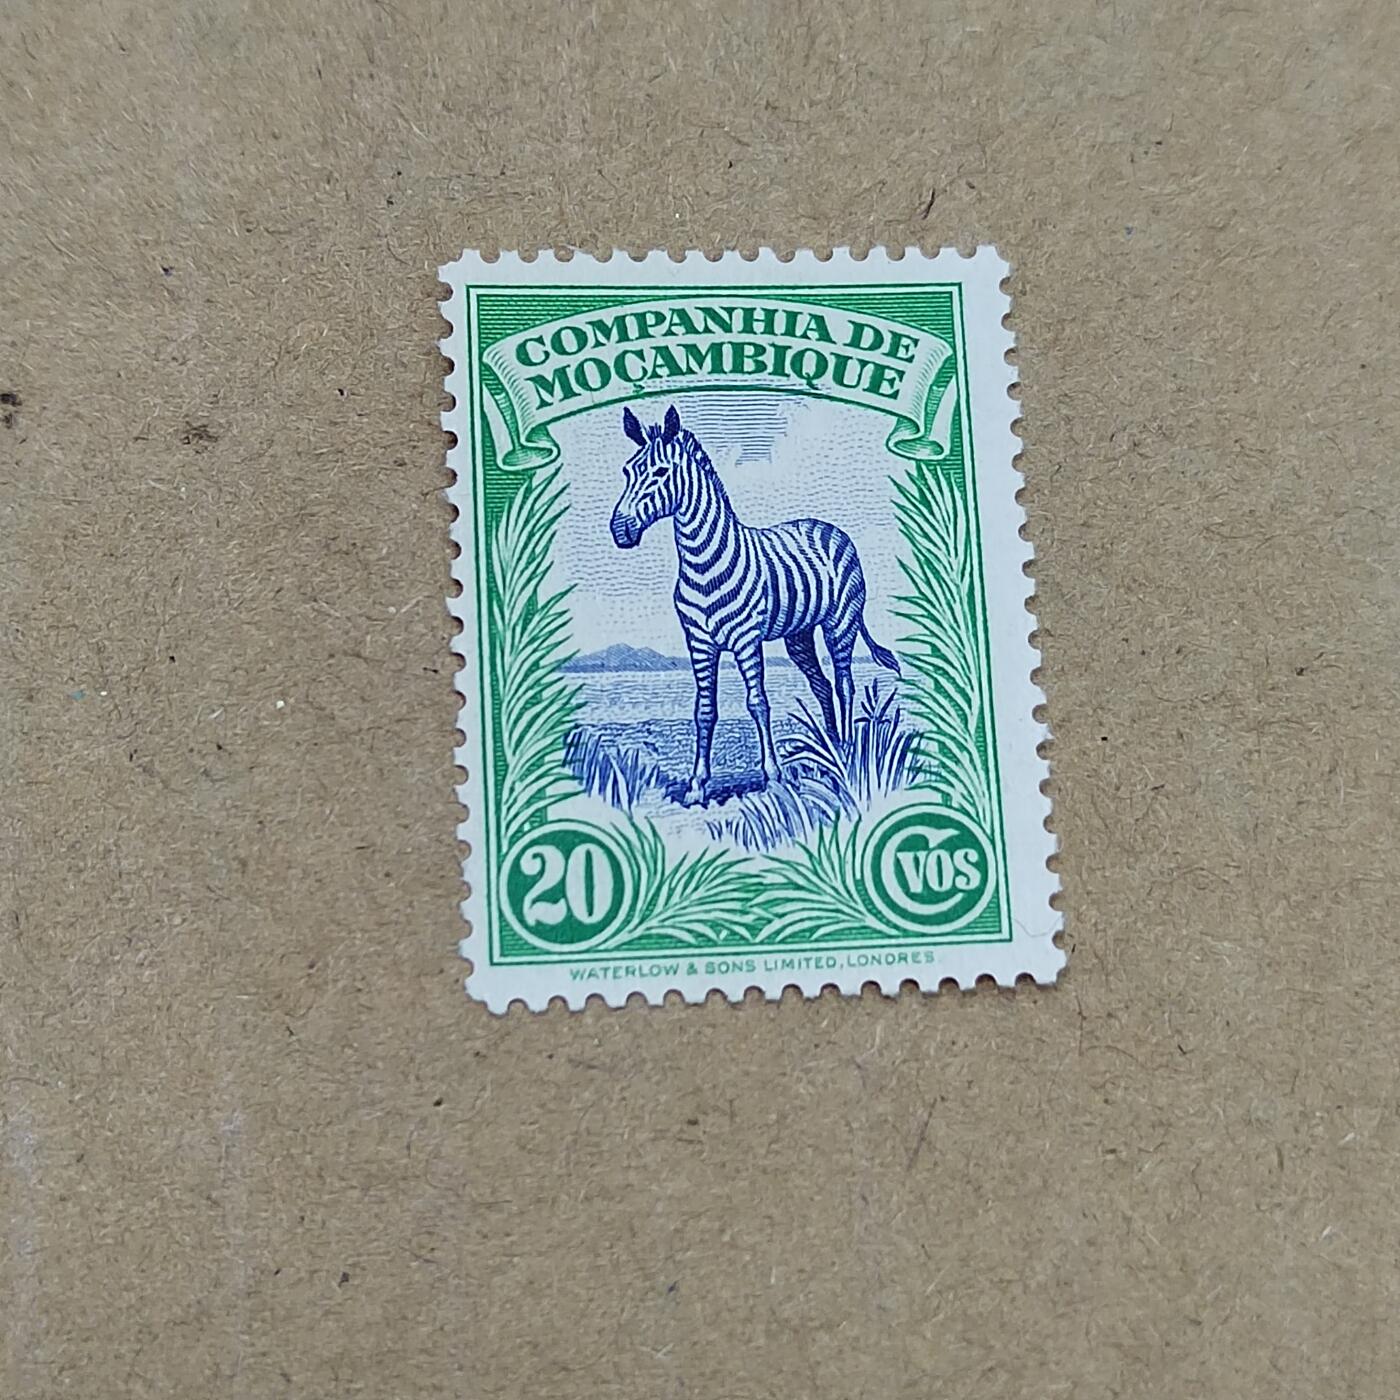 COMPANHIA DE
MOÇAMBIQUE
20
CVOS
WATERLOW & SONS LIMITED, LONDRES.